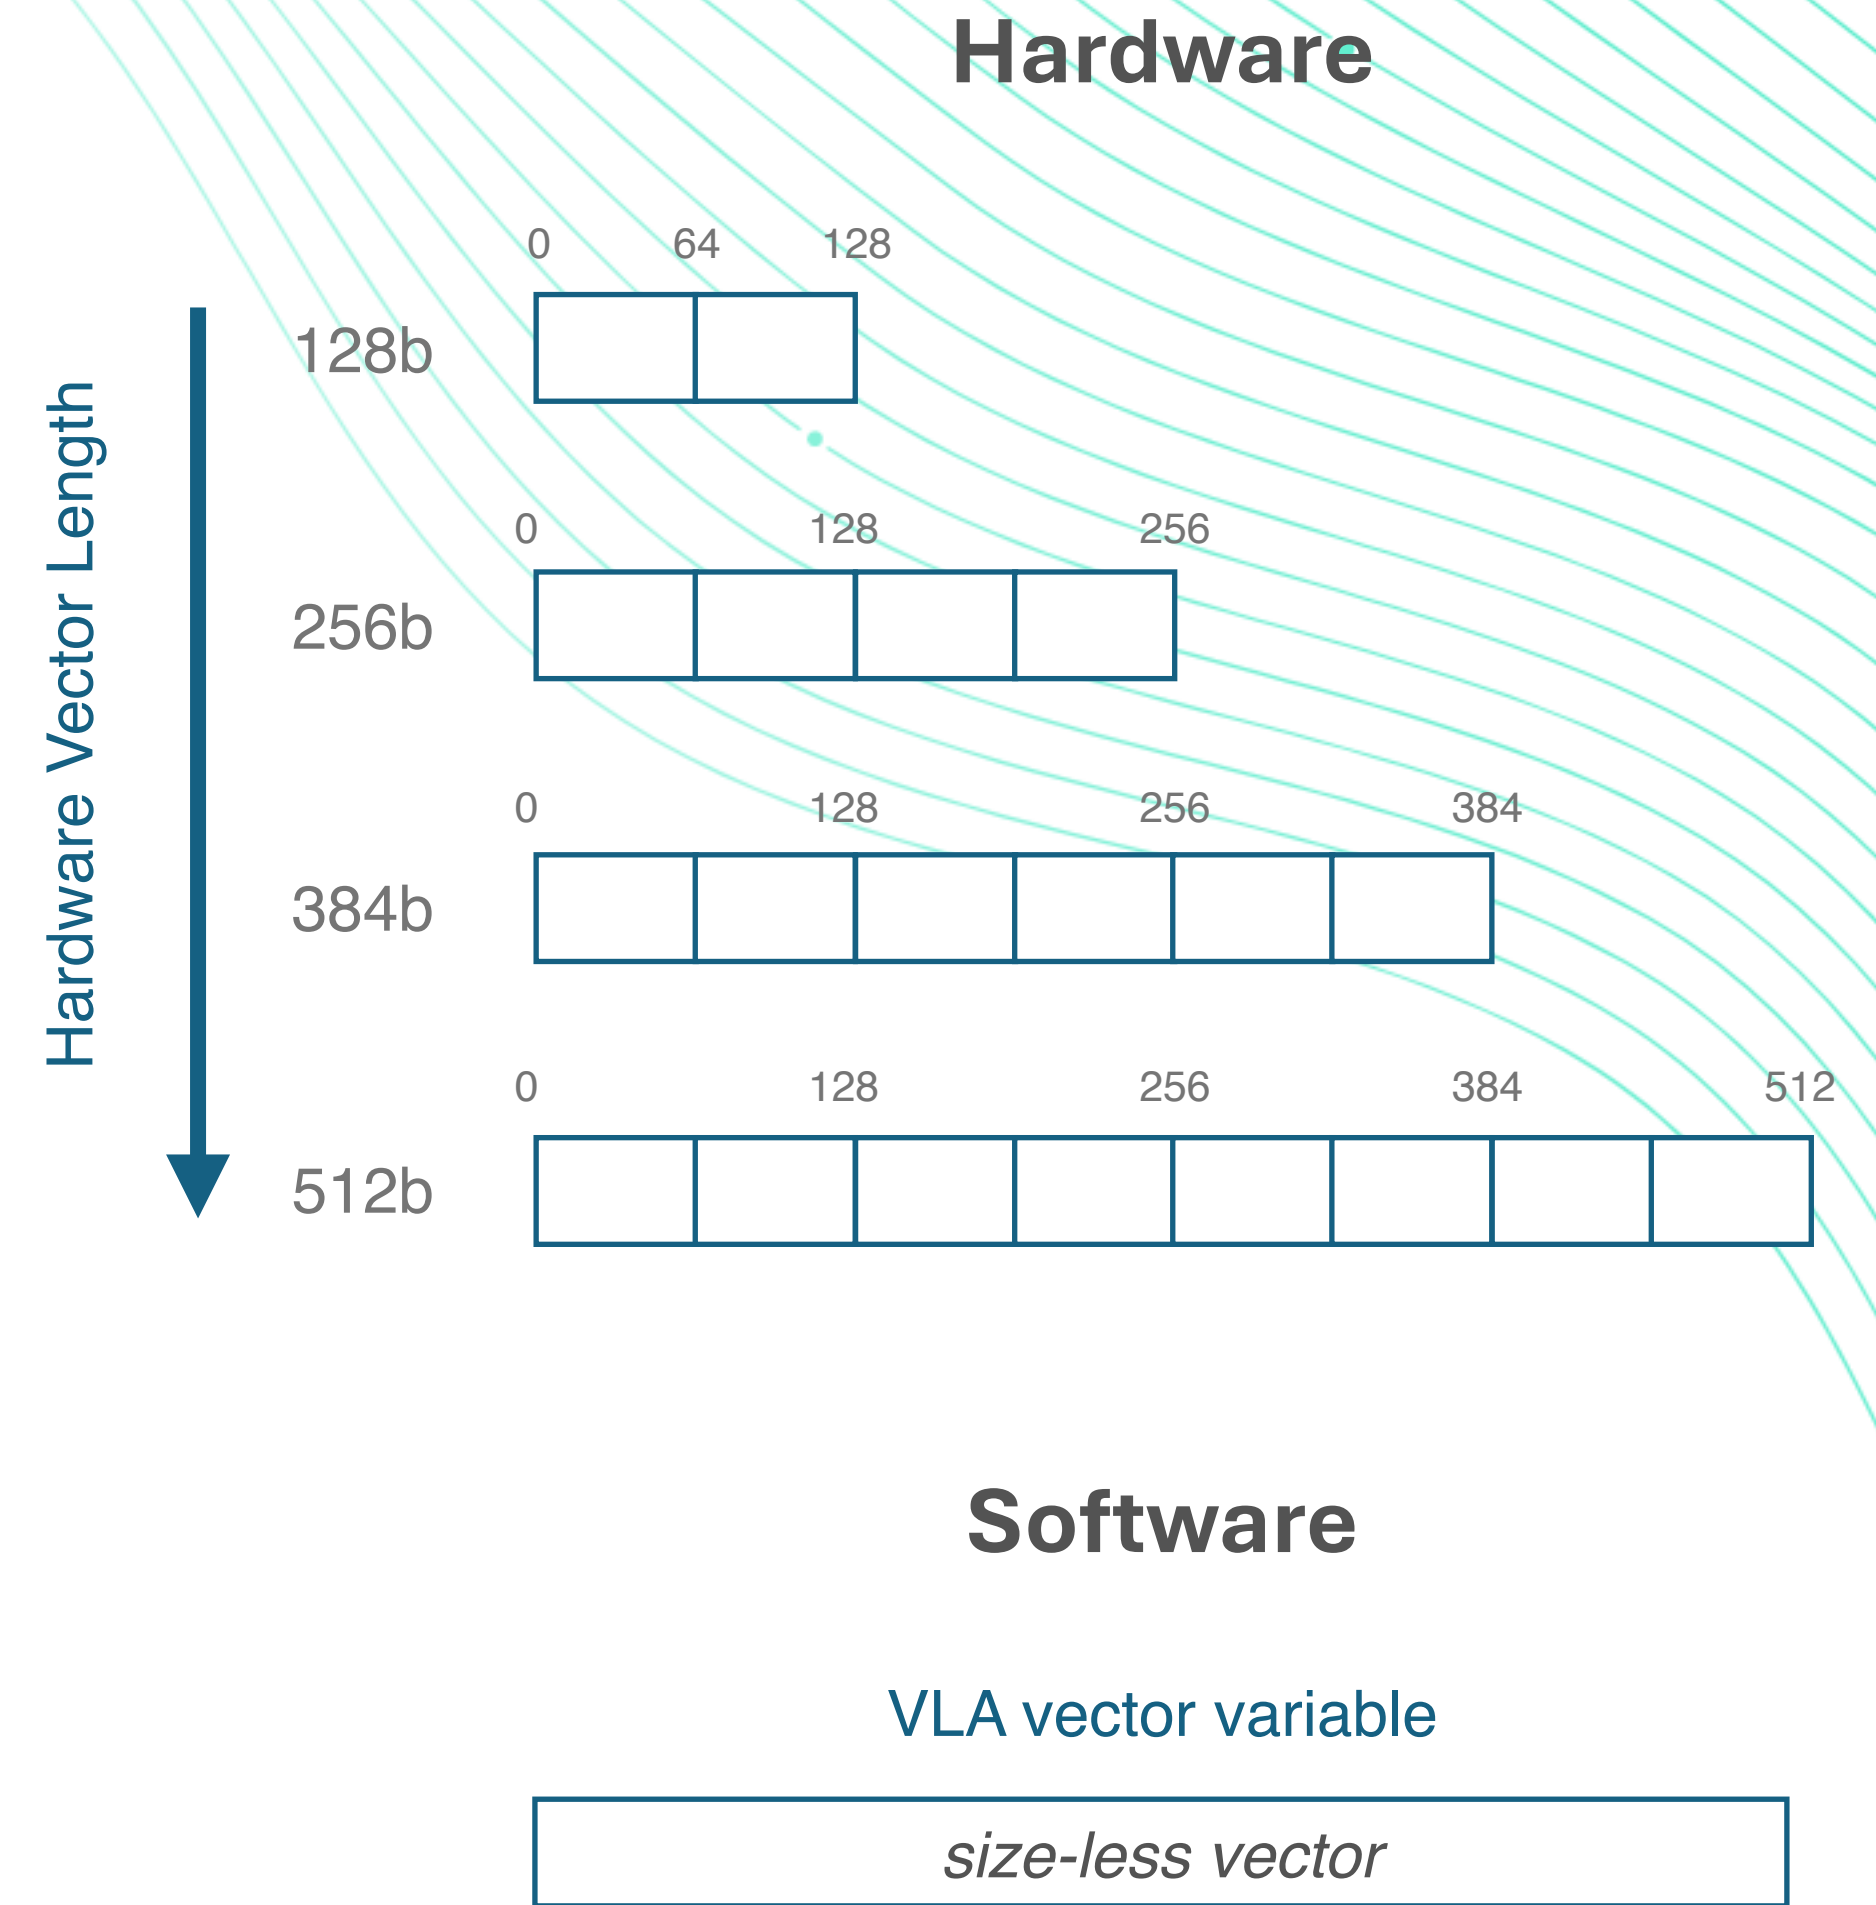 Hardware
Hardware Vector Length
0 64 128
128b
0 128 256
256b
0 128 256 384
384b
0 128 256 384 512
512b
Software
VLA vector variable
size-less vector